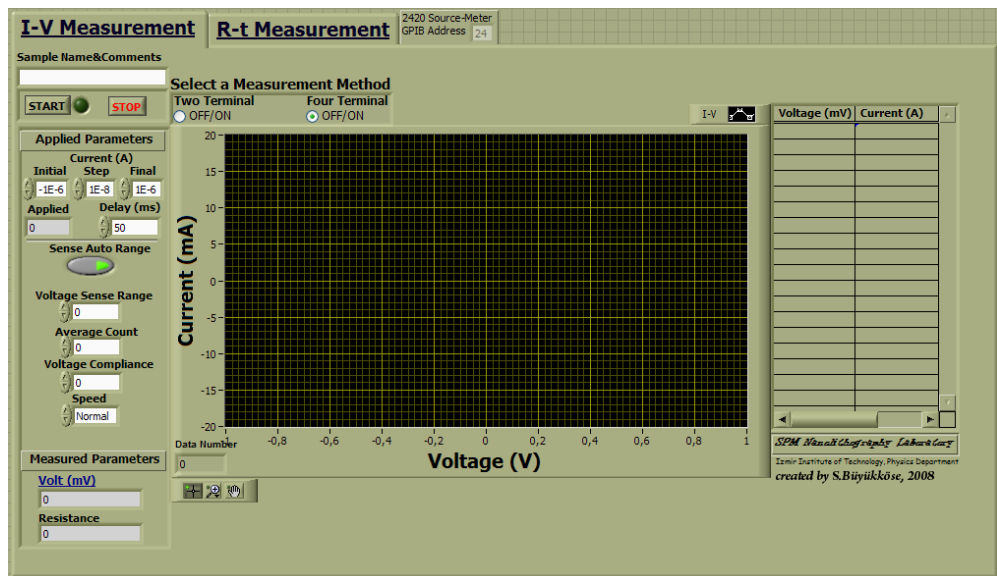 I-V Measurement
R-t Measurement
2420 Source-Meter
GPIB Address 24
Sample Name&Comments
START STOP
Select a Measurement Method
Two Terminal Four Terminal
OFF/ON OFF/ON
I-V
Voltage (mV) Current (A)
Applied Parameters
Current (A)
Initial Step Final
-1E-6 1E-8 1E-6
Applied Delay (ms)
0 50
Sense Auto Range
Voltage Sense Range
0
Average Count
0
Voltage Compliance
0
Speed
Normal
Measured Parameters
Volt (mV)
0
Resistance
0
Current (mA)
20
15
10
5
0
-5
-10
-15
-20
-1 -0,8 -0,6 -0,4 -0,2 0 0,2 0,4 0,6 0,8 1
Voltage (V)
Data Number
0
SPM Nanolithography Laboratory
Izmir Institute of Technology, Physics Department
created by S.Büyükköse, 2008